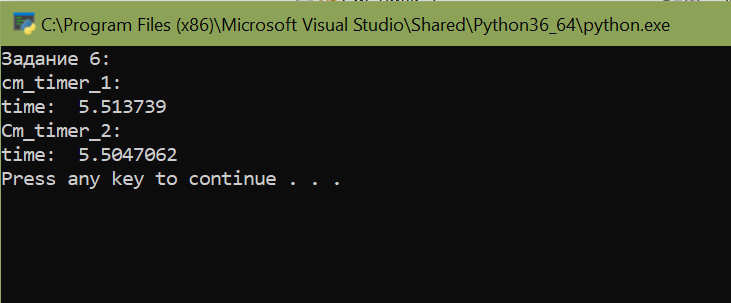 C:\Program Files (x86)\Microsoft Visual Studio\Shared\Python36_64\python.exe
Задание 6:
cm_timer_1:
time:  5.513739
Cm_timer_2:
time:  5.5047062
Press any key to continue . . .